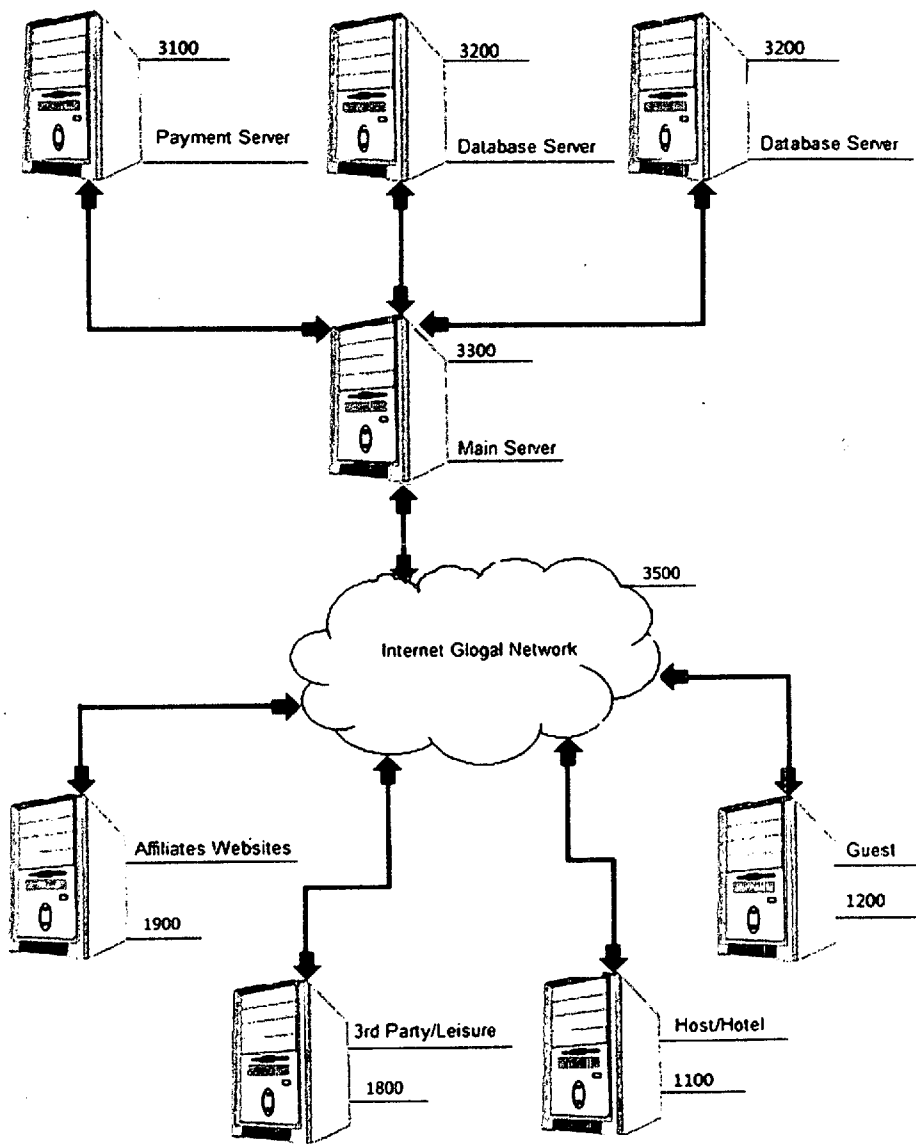 3100
3200
3200
Payment Server
Database Server
Database Server
3300
Main Server
3500
Internet Glogal Network
Affiliates Websites
Guest
1900
1200
3rd Party/Leisure
Host/Hotel
1800
1100